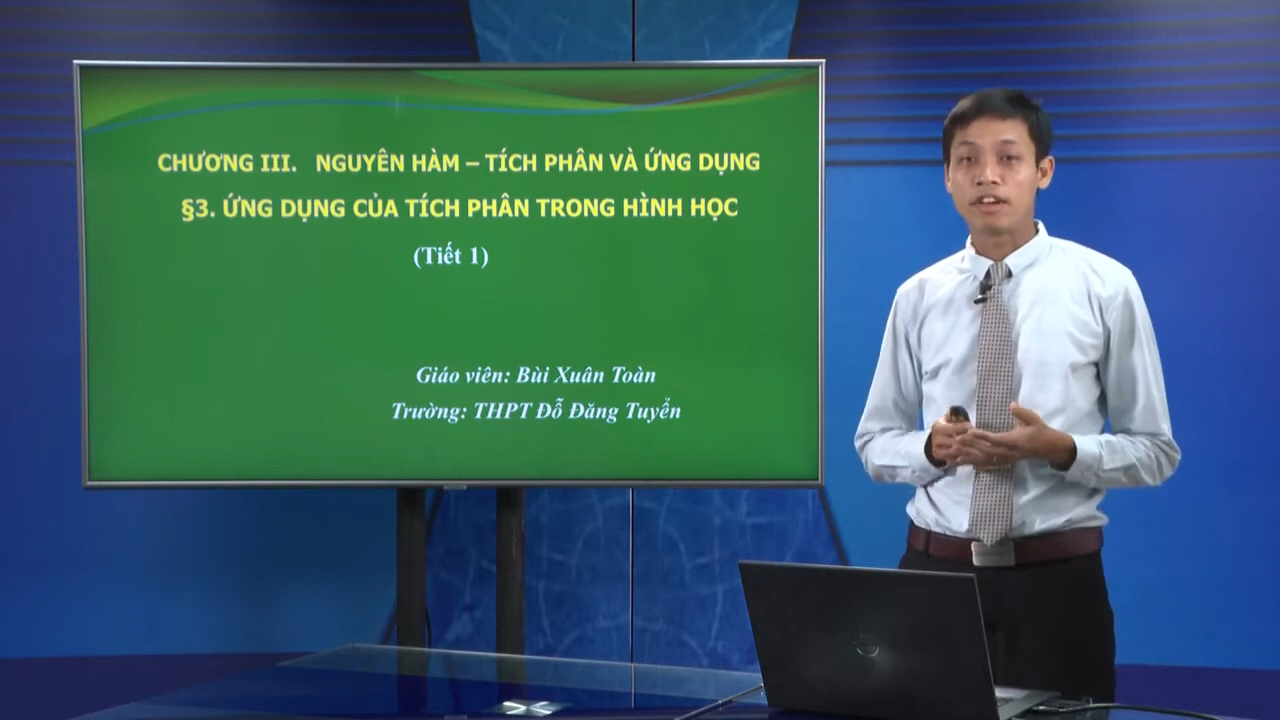 CHƯƠNG III. NGUYÊN HÀM – TÍCH PHÂN VÀ ỨNG DỤNG
§3. ỨNG DỤNG CỦA TÍCH PHÂN TRONG HÌNH HỌC
(Tiết 1)
Giáo viên: Bùi Xuân Toàn
Trường: THPT Đỗ Đăng Tuyển